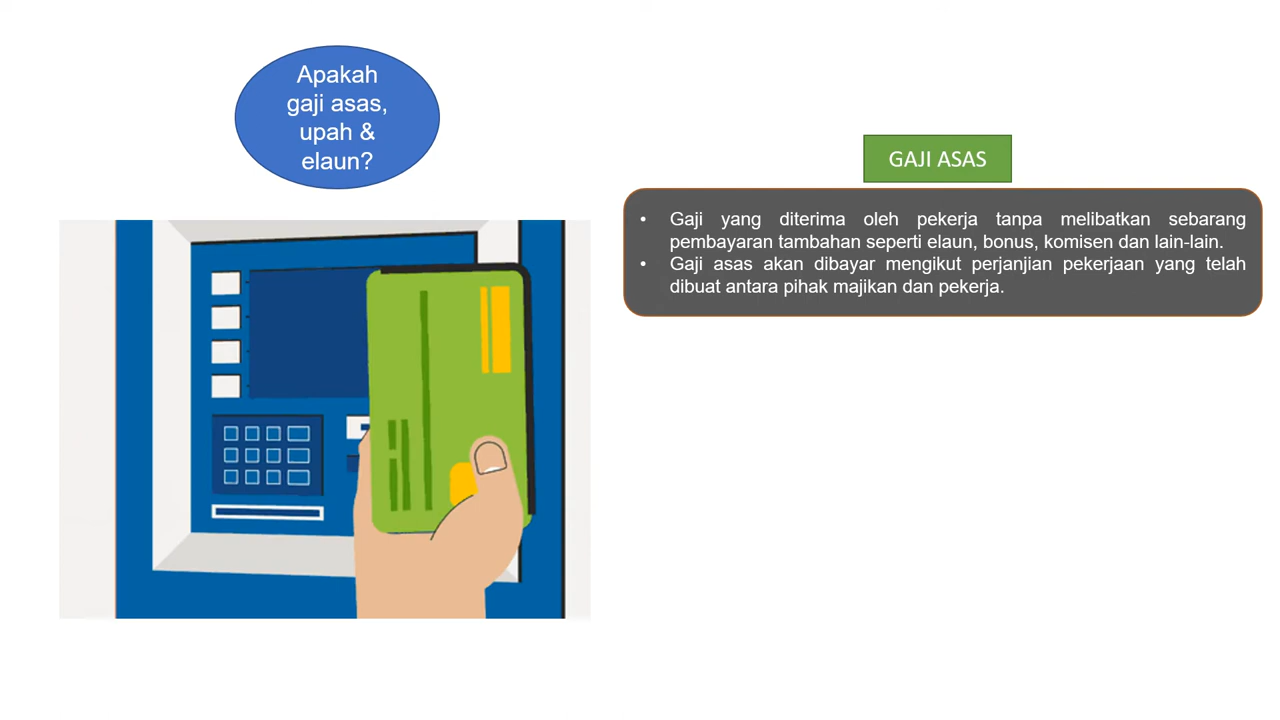 Apakah
gaji asas,
upah &
elaun?
GAJI ASAS
• Gaji yang diterima oleh pekerja tanpa melibatkan sebarang
pembayaran tambahan seperti elaun, bonus, komisen dan lain-lain.
• Gaji asas akan dibayar mengikut perjanjian pekerjaan yang telah
dibuat antara pihak majikan dan pekerja.